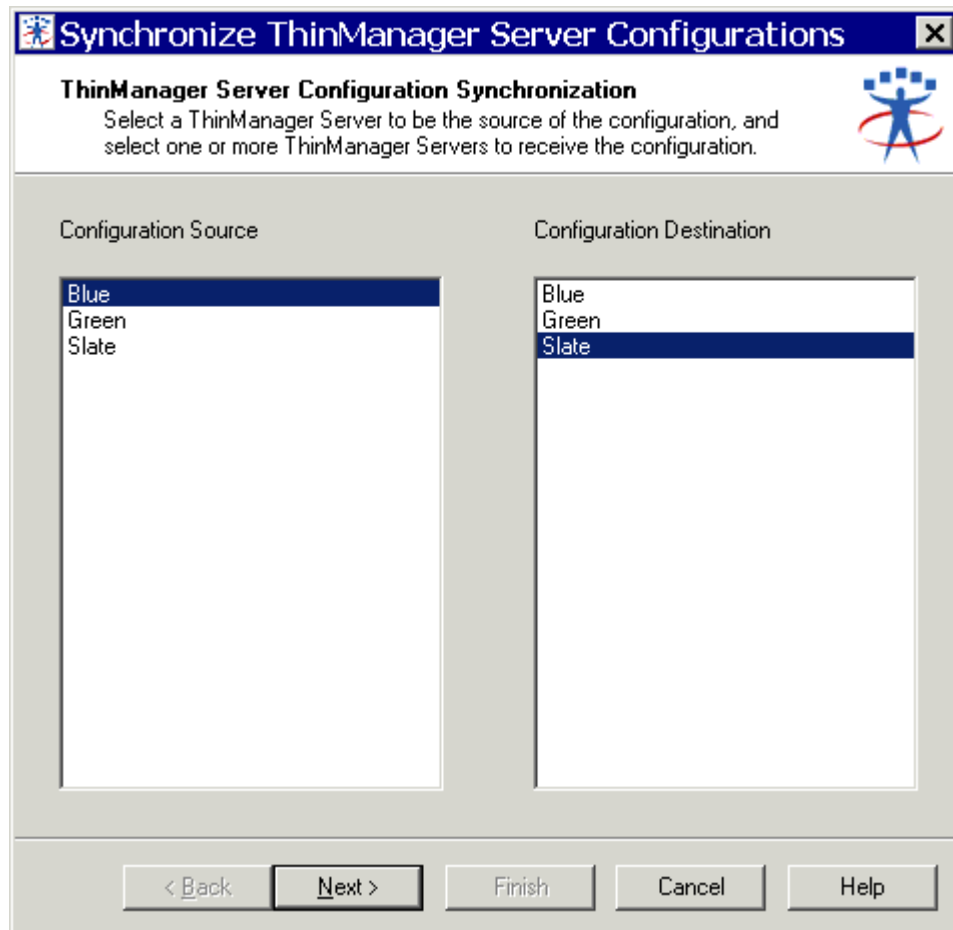 Synchronize ThinManager Server Configurations
ThinManager Server Configuration Synchronization
Select a ThinManager Server to be the source of the configuration, and
select one or more ThinManager Servers to receive the configuration.
Configuration Source
Configuration Destination
Blue
Green
Slate
Blue
Green
Slate
< Back
Next >
Finish
Cancel
Help